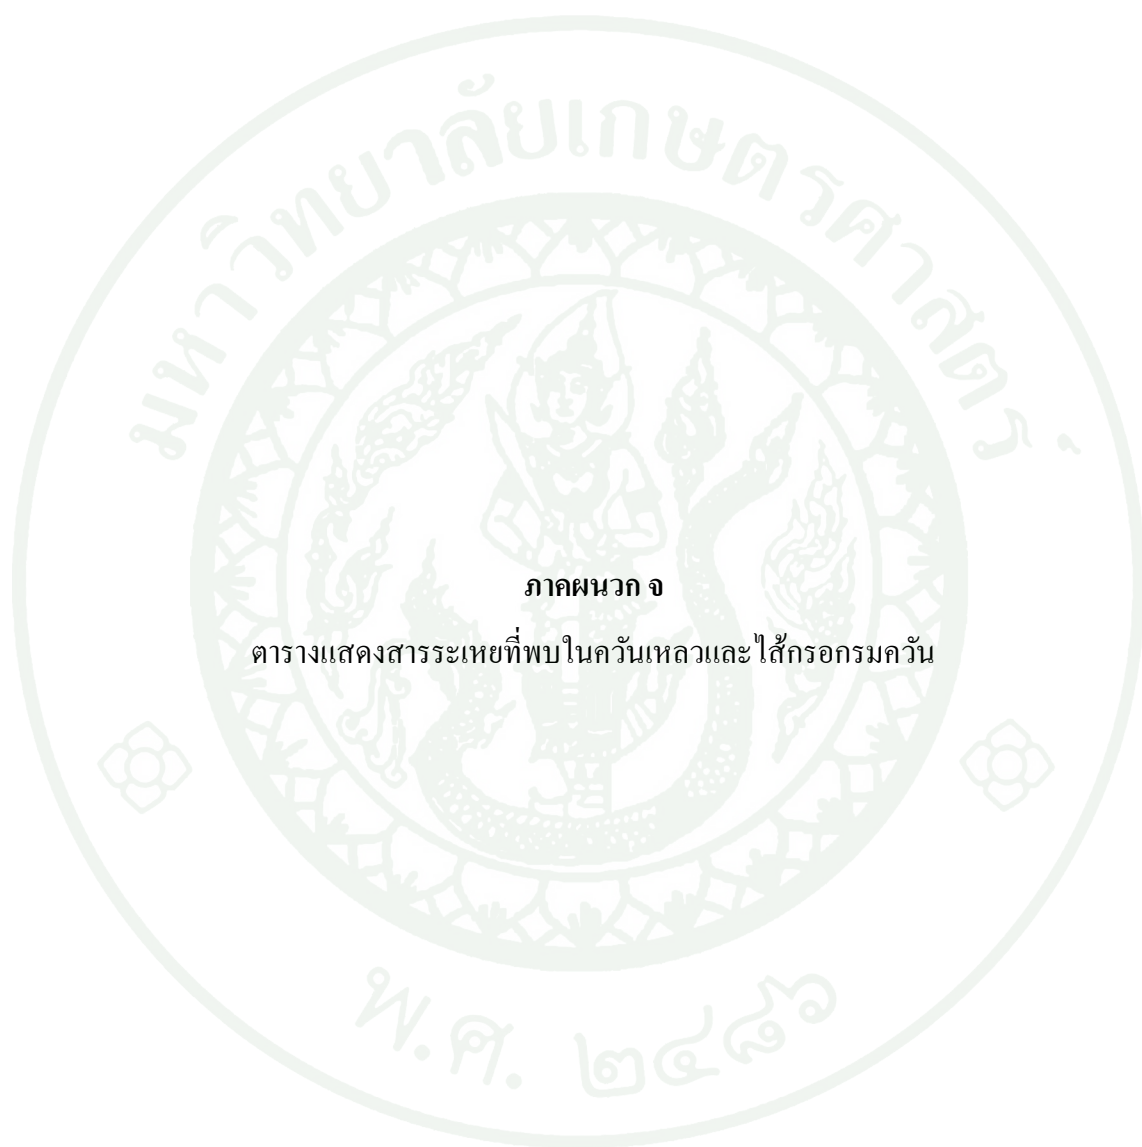 มหาวิทยาลัยเกษตรศาสตร์
ภาคผนวก จ
ตารางแสดงสารระเหยที่พบในควันเหลวและไส้กรอกรมควัน
พ.ศ. ๒๔๘๖